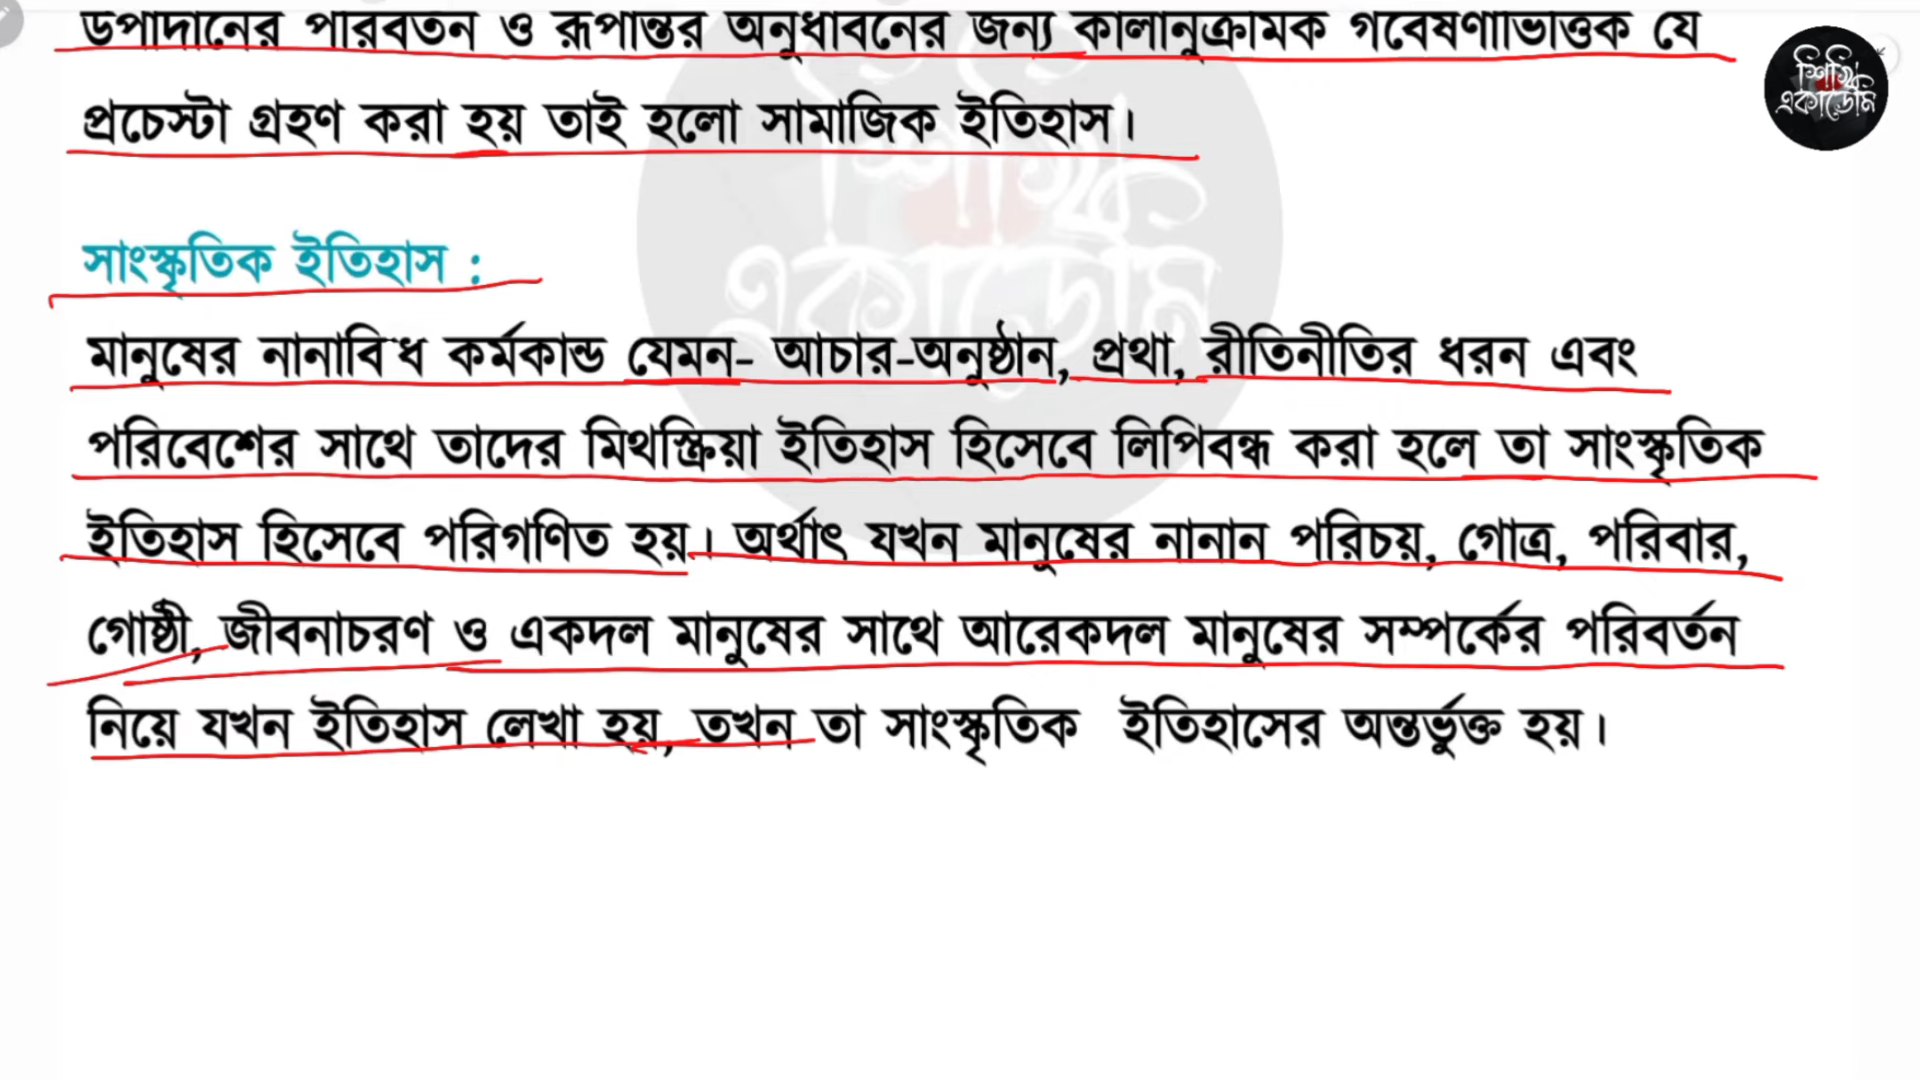 উপাদানের পরিবর্তন ও রূপান্তর অনুধাবনের জন্য কালানুক্রমিক গবেষণাভিত্তিক যে
প্রচেস্টা গ্রহণ করা হয় তাই হলো সামাজিক ইতিহাস।
সাংস্কৃতিক ইতিহাস :
মানুষের নানাবিধ কর্মকান্ড যেমন- আচার-অনুষ্ঠান, প্রথা, রীতিনীতির ধরন এবং
পরিবেশের সাথে তাদের মিথস্ক্রিয়া ইতিহাস হিসেবে লিপিবন্ধ করা হলে তা সাংস্কৃতিক
ইতিহাস হিসেবে পরিগণিত হয়। অর্থাৎ যখন মানুষের নানান পরিচয়, গোত্র, পরিবার,
গোষ্ঠী, জীবনাচরণ ও একদল মানুষের সাথে আরেকদল মানুষের সম্পর্কের পরিবর্তন
নিয়ে যখন ইতিহাস লেখা হয়, তখন তা সাংস্কৃতিক ইতিহাসের অন্তর্ভুক্ত হয়।
শিখি
একাডেমি
শিখি
একাডেমি